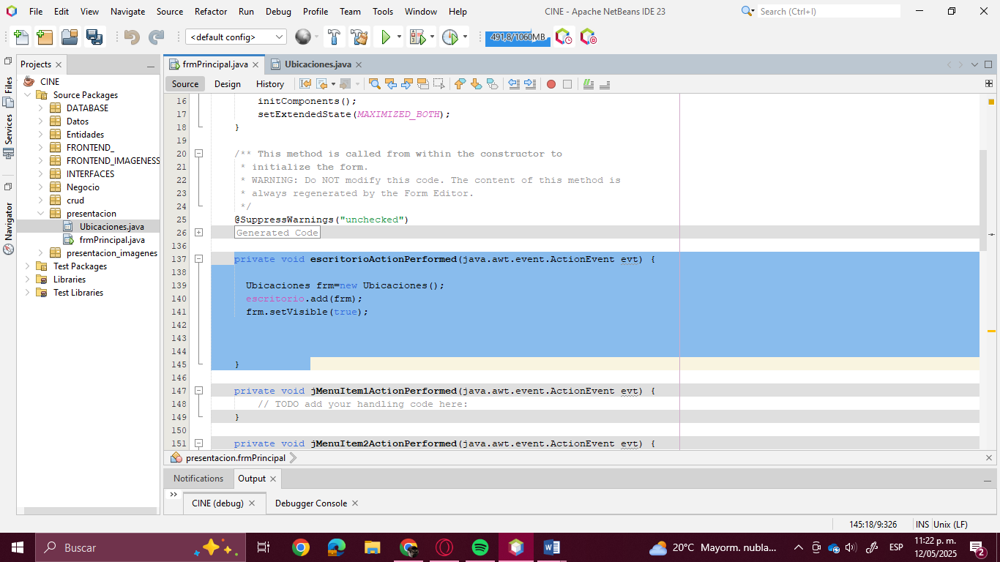 File Edit View Navigate Source Refactor Run Debug Profile Team Tools Window Help
CINE - Apache NetBeans IDE 23
Search (Ctrl+I)
<default config>
491,8/1060MB
Files
Services
Navigator
Projects
CINE
Source Packages
DATABASE
Datos
Entidades
FRONTEND_
FRONTEND_IMAGENESS
INTERFACES
Negocio
crud
presentacion
Ubicaciones.java
frmPrincipal.java
presentacion_imagenes
Test Packages
Libraries
Test Libraries
frmPrincipal.java Ubicaciones.java
Source Design History
16 initComponents();
17 setExtendedState(MAXIMIZED_BOTH);
18 }
19
20 /** This method is called from within the constructor to
21 * initialize the form.
22 * WARNING: Do NOT modify this code. The content of this method is
23 * always regenerated by the Form Editor.
24 */
25 @SuppressWarnings("unchecked")
26 Generated Code
136
137 private void escritorioActionPerformed(java.awt.event.ActionEvent evt) {
138
139 Ubicaciones frm=new Ubicaciones();
140 escritorio.add(frm);
141 frm.setVisible(true);
142
143
144
145 }
146
147 private void jMenuItem1ActionPerformed(java.awt.event.ActionEvent evt) {
148 // TODO add your handling code here:
149 }
150
151 private void jMenuItem2ActionPerformed(java.awt.event.ActionEvent evt) {
presentacion.frmPrincipal
Notifications Output
CINE (debug) Debugger Console
145:18/9:326 INS Unix (LF)
Buscar
20°C Mayorm. nubla...
ESP
11:22 p. m.
12/05/2025
2